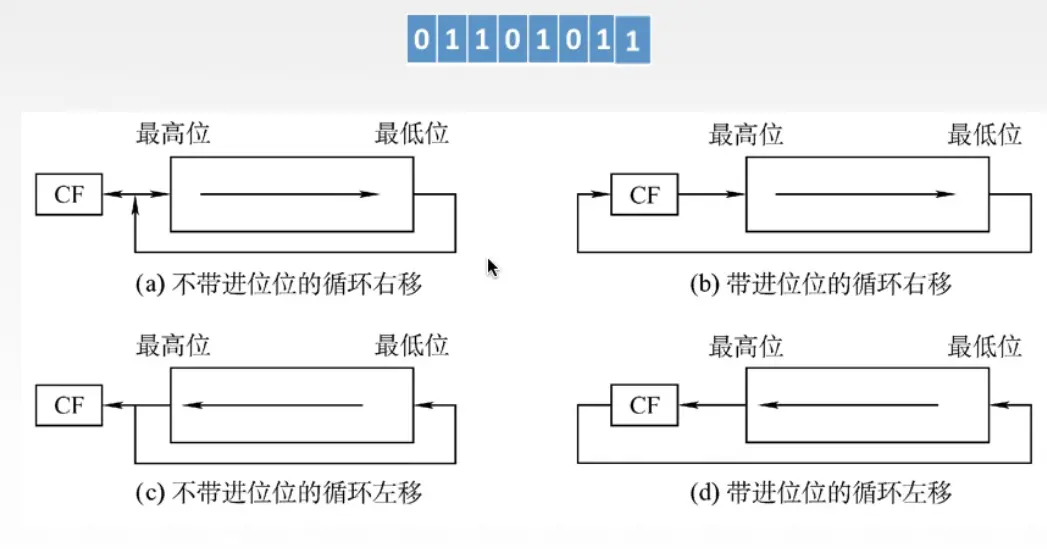 0 1 1 0 1 0 1 1
最高位 最低位
CF
(a) 不带进位位的循环右移
最高位 最低位
CF
(b) 带进位位的循环右移
最高位 最低位
CF
(c) 不带进位位的循环左移
最高位 最低位
CF
(d) 带进位位的循环左移